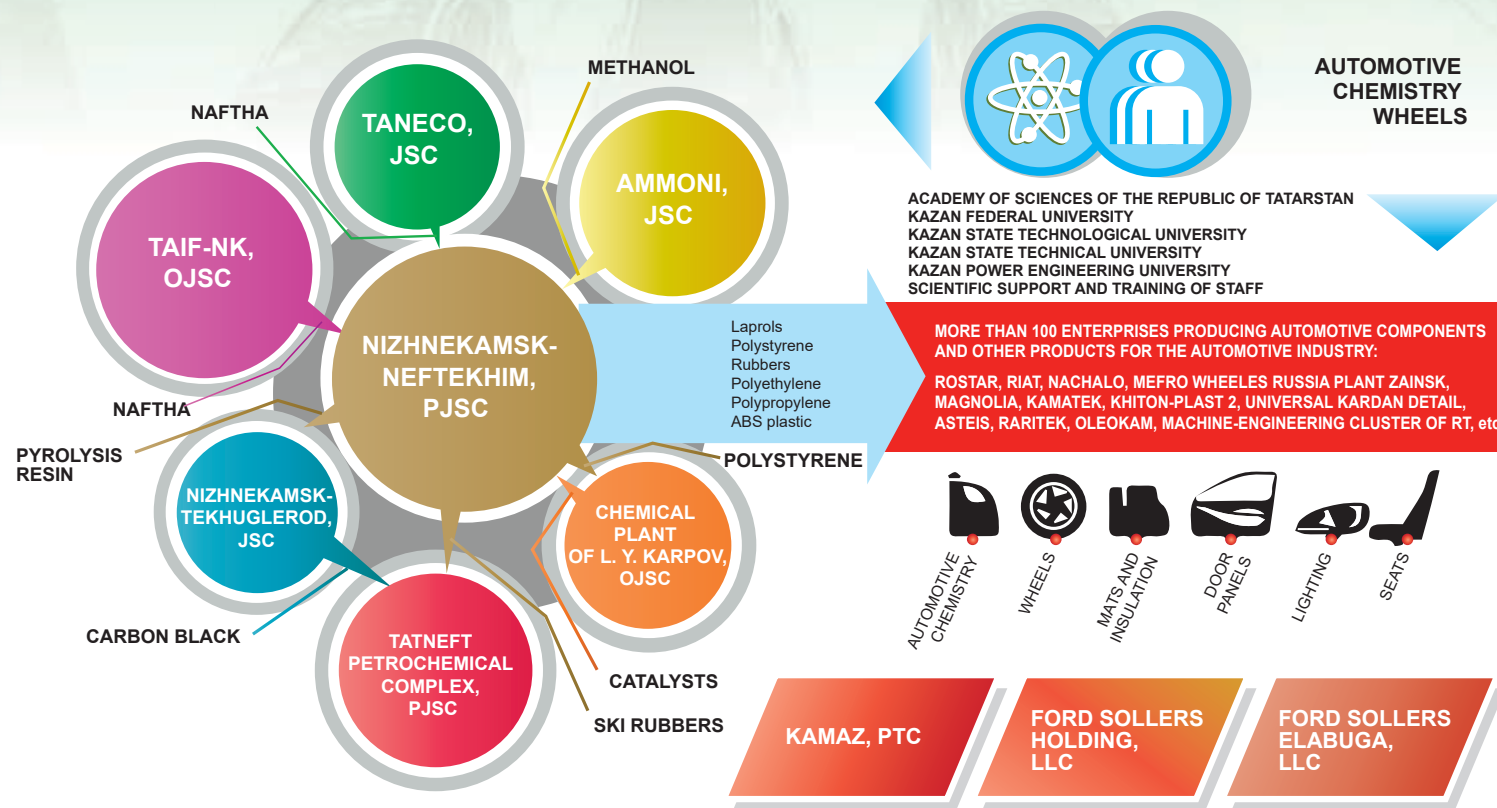 METHANOL
NAFTHA
TANECO,
JSC
AMMONI,
JSC
TAIF-NK,
OJSC
NIZHNEKAMSK-
NEFTEKHIM,
PJSC
NAFTHA
PYROLYSIS
RESIN
NIZHNEKAMSK-
TEKHUGLEROD,
JSC
CARBON BLACK
TATNEFT
PETROCHEMICAL
COMPLEX,
PJSC
CHEMICAL
PLANT
OF L. Y. KARPOV,
OJSC
POLYSTYRENE
CATALYSTS
SKI RUBBERS
Laprols
Polystyrene
Rubbers
Polyethylene
Polypropylene
ABS plastic
AUTOMOTIVE
CHEMISTRY
WHEELS
ACADEMY OF SCIENCES OF THE REPUBLIC OF TATARSTAN
KAZAN FEDERAL UNIVERSITY
KAZAN STATE TECHNOLOGICAL UNIVERSITY
KAZAN STATE TECHNICAL UNIVERSITY
KAZAN POWER ENGINEERING UNIVERSITY
SCIENTIFIC SUPPORT AND TRAINING OF STAFF
MORE THAN 100 ENTERPRISES PRODUCING AUTOMOTIVE COMPONENTS
AND OTHER PRODUCTS FOR THE AUTOMOTIVE INDUSTRY:
ROSTAR, RIAT, NACHALO, MEFRO WHEELES RUSSIA PLANT ZAINSK,
MAGNOLIA, KAMATEK, KHITON-PLAST 2, UNIVERSAL KARDAN DETAIL,
ASTEIS, RARITEK, OLEOKAM, MACHINE-ENGINEERING CLUSTER OF RT, etc
AUTOMOTIVE
CHEMISTRY
WHEELS
MATS AND
INSULATION
DOOR
PANELS
LIGHTING
SEATS
KAMAZ, PTC
FORD SOLLERS
HOLDING,
LLC
FORD SOLLERS
ELABUGA,
LLC